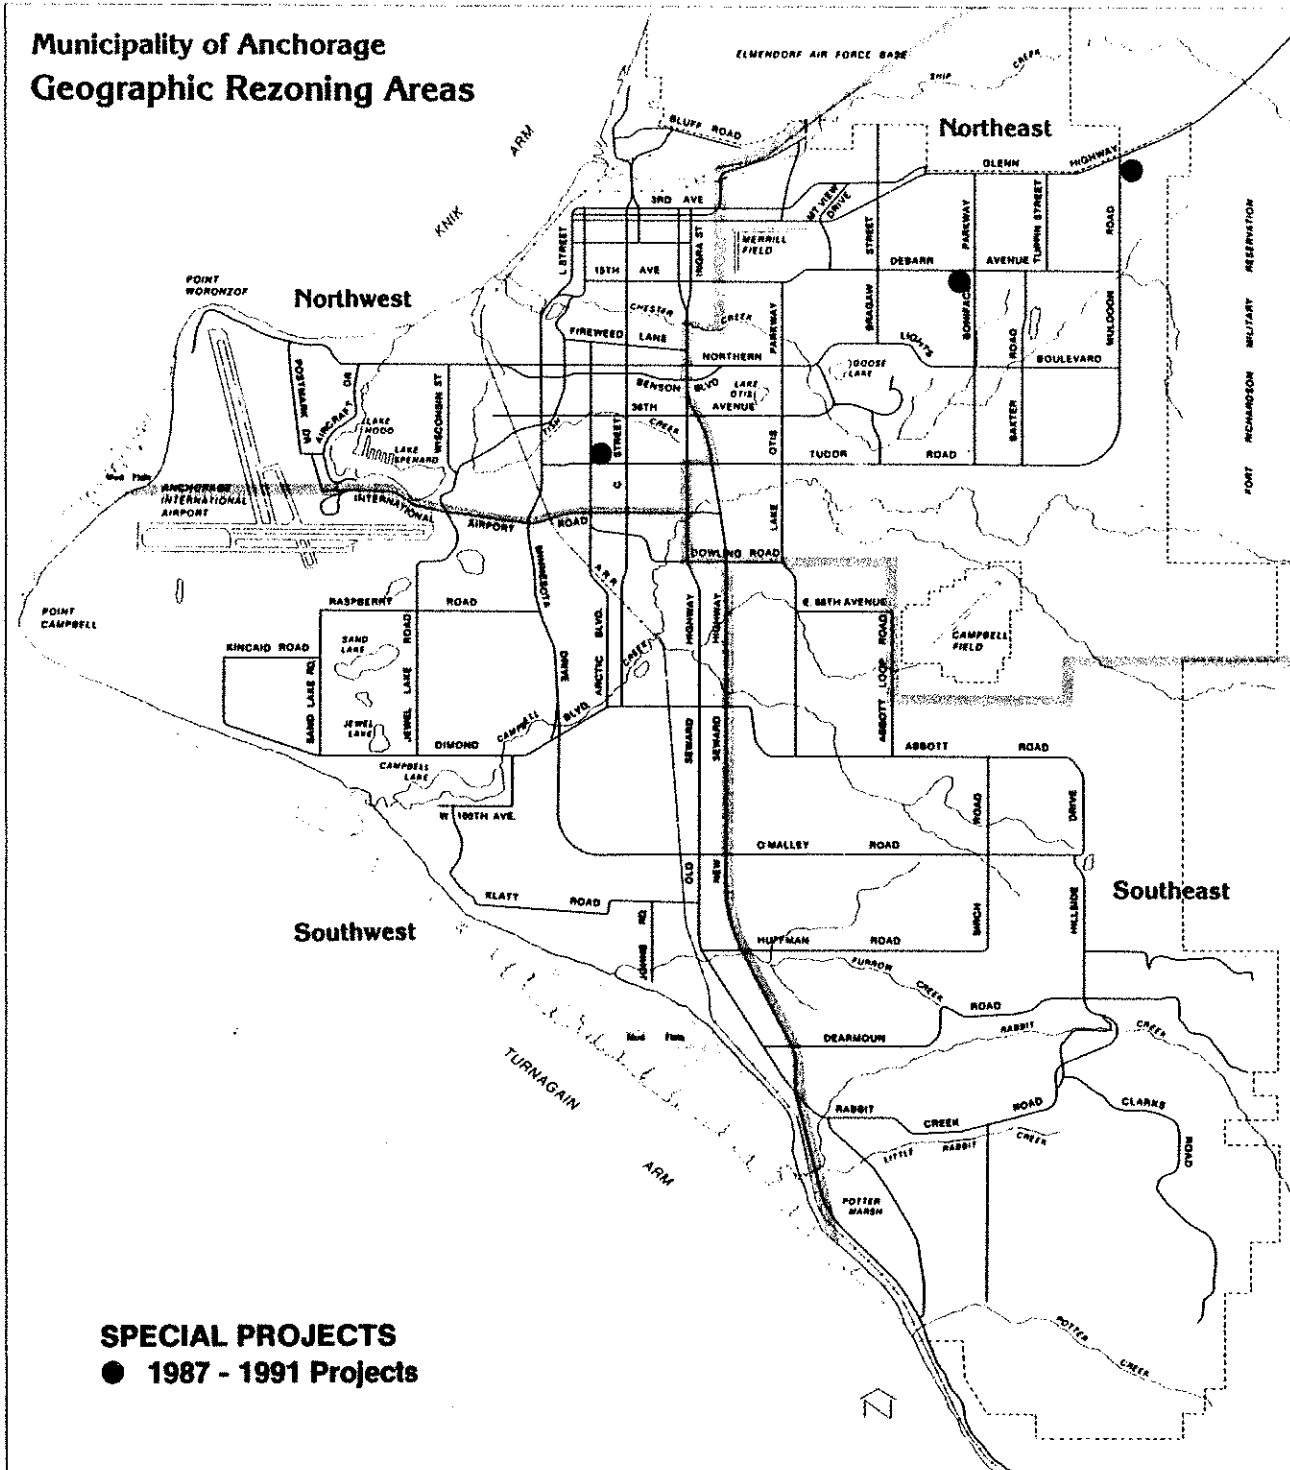 Municipality of Anchorage
Geographic Rezoning Areas
ELMENDORF AIR FORCE BASE
SHIP CREEK
KNIK ARM
BLUFF ROAD
Northeast
GLENN HIGHWAY
3RD AVE
MT VIEW DRIVE
L STREET
INGRA ST
MERRILL FIELD
15TH AVE
BRAGAW STREET
DEBARR AVENUE
PARKWAY
TURPIN STREET
MULDOON ROAD
FORT RICHARDSON MILITARY RESERVATION
POINT WORONZOF
Northwest
CHESTER CREEK
FIREWEED LANE
NORTHERN LIGHTS BOULEVARD
BENSON BLVD
LAKE OTIS
GOOSE LAKE
BAXTER ROAD
POSTMARK DR
AIRCRAFT DR
WISCONSIN ST
LAKE HOOD
LAKE SPENARD
36TH AVENUE
FISH CREEK
C STREET
LAKE OTIS PARKWAY
TUDOR ROAD
Mud Flats
ANCHORAGE
INTERNATIONAL
AIRPORT
INTERNATIONAL AIRPORT ROAD
DOWLING ROAD
MINNESOTA DRIVE
A.R.R.
ARCTIC BLVD.
POINT CAMPBELL
RASPBERRY ROAD
E. 68TH AVENUE
CAMPBELL FIELD
KINCAID ROAD
SAND LAKE
SAND LAKE RD.
JEWEL LAKE ROAD
JEWEL LAKE
ABBOTT LOOP ROAD
CAMPBELL CREEK
DIMOND BLVD.
ABBOTT ROAD
CAMPBELL LAKE
W 100TH AVE.
OLD SEWARD HIGHWAY
NEW SEWARD HIGHWAY
O'MALLEY ROAD
BIRCH ROAD
HILLSIDE DRIVE
KLATT ROAD
Southeast
Southwest
HUFFMAN ROAD
FURROW CREEK
Mud Flats
TURNAGAIN ARM
DEARMOUN ROAD
RABBIT CREEK
RABBIT CREEK ROAD
CLARKS ROAD
LITTLE RABBIT CREEK
POTTER MARSH
POTTER CREEK
SPECIAL PROJECTS
1987 - 1991 Projects